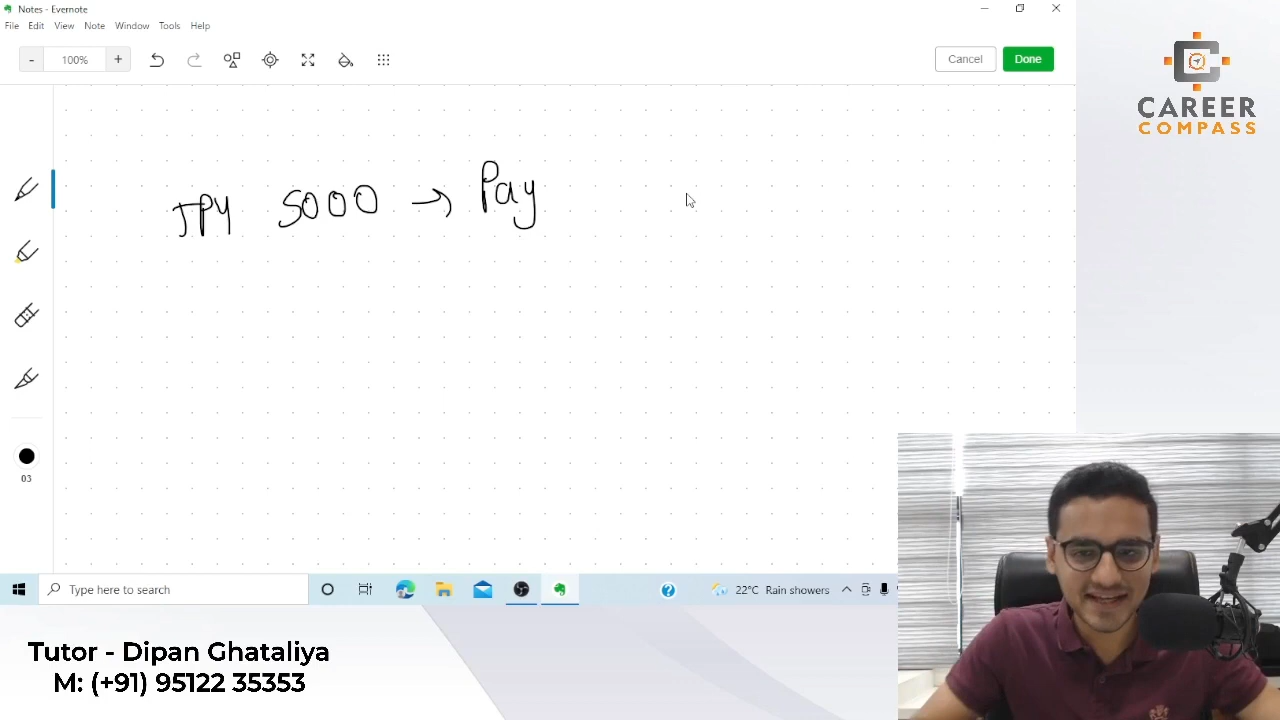 Notes - Evernote
File Edit View Note Window Tools Help
- 100% +
Cancel Done
CAREER
COMPASS
JPY 5000 → Pay
03
Type here to search
22°C Rain showers
Tutor - Dipan Ghataliya
M: (+91) 95122 35353